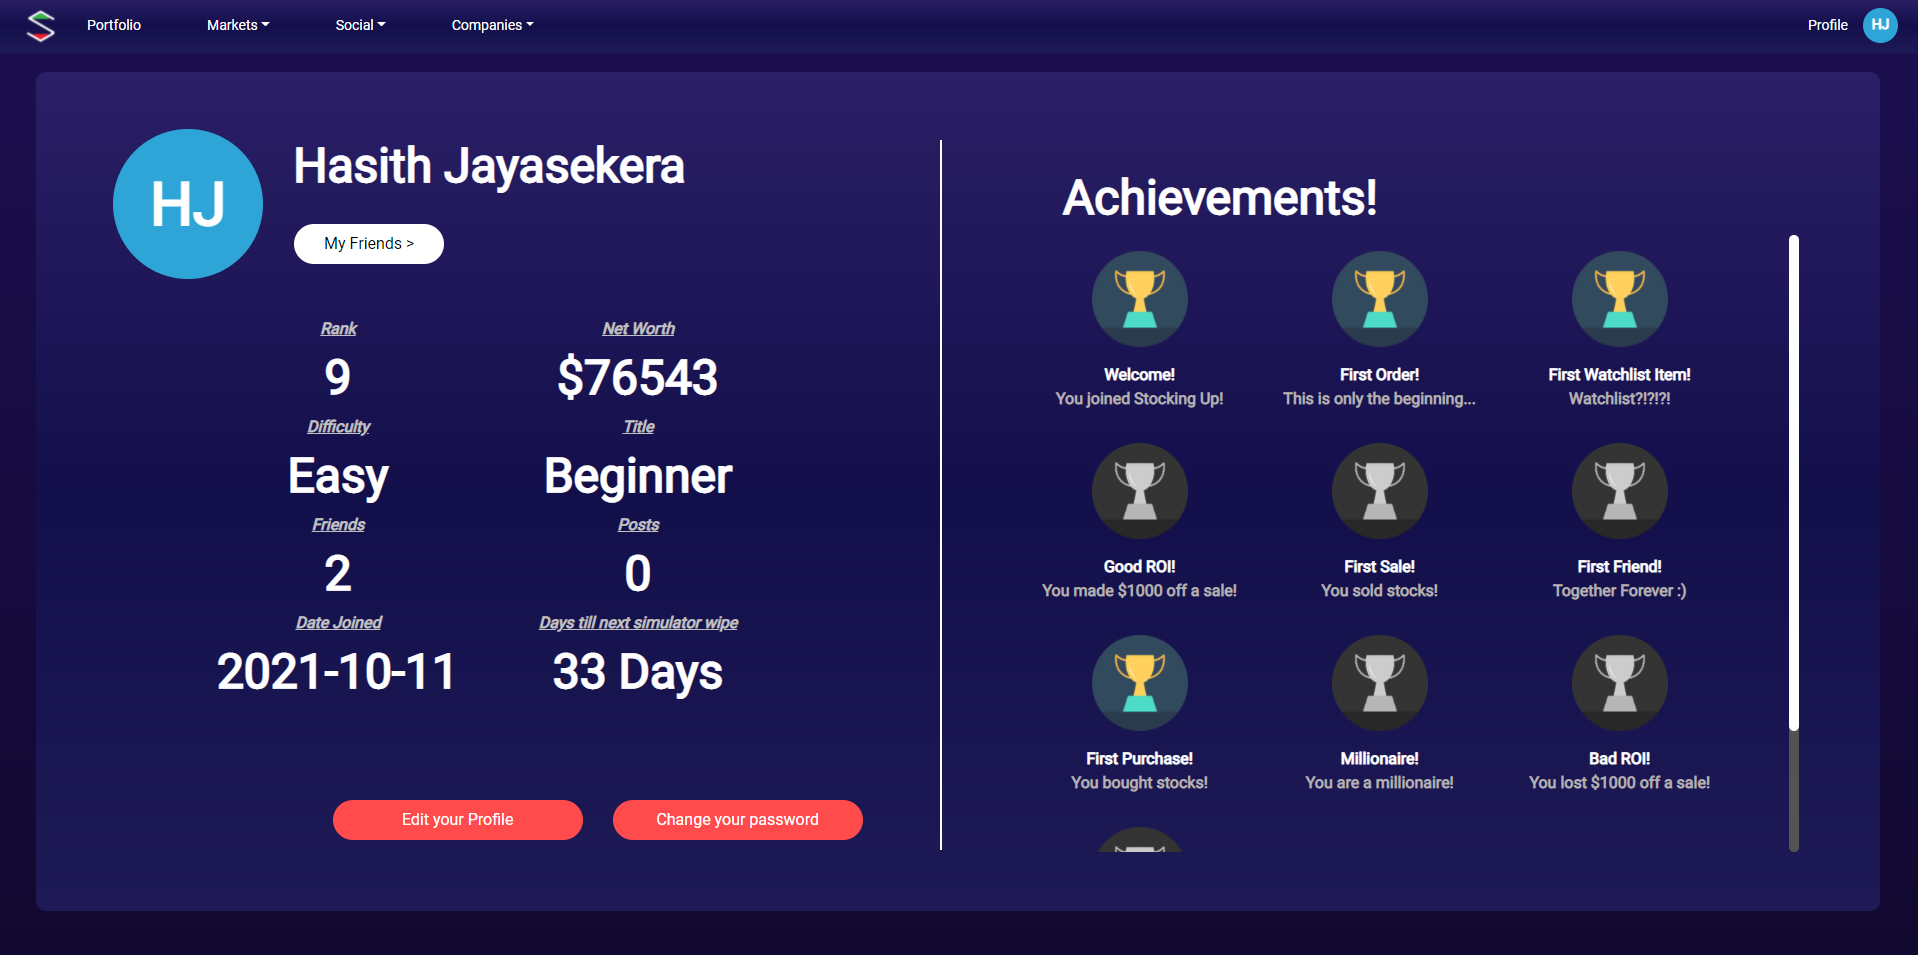 Portfolio
Markets
Social
Companies
Profile
HJ
HJ
Hasith Jayasekera
My Friends >
Rank
Net Worth
9
$76543
Difficulty
Title
Easy
Beginner
Friends
Posts
2
0
Date Joined
Days till next simulator wipe
2021-10-11
33 Days
Edit your Profile
Change your password
Achievements!
Welcome!
You joined Stocking Up!
First Order!
This is only the beginning...
First Watchlist Item!
Watchlist?!?!?!
Good ROI!
You made $1000 off a sale!
First Sale!
You sold stocks!
First Friend!
Together Forever :)
First Purchase!
You bought stocks!
Millionaire!
You are a millionaire!
Bad ROI!
You lost $1000 off a sale!